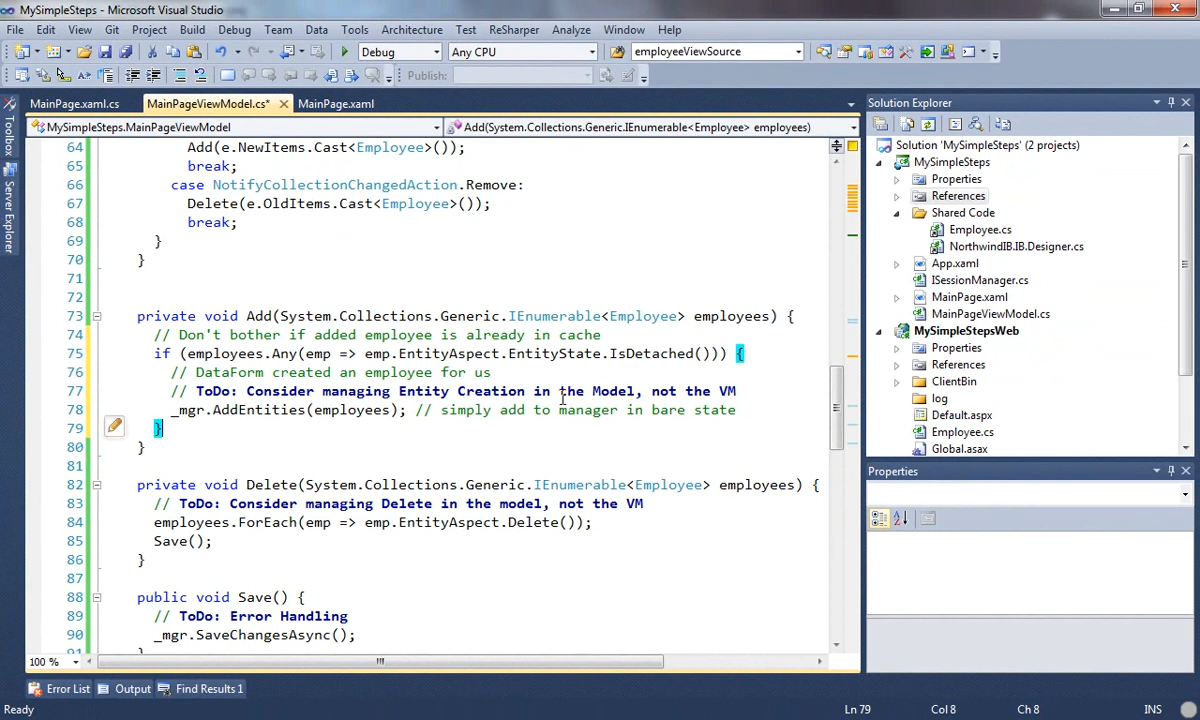 MySimpleSteps - Microsoft Visual Studio
File Edit View Git Project Build Debug Team Data Tools Architecture Test ReSharper Analyze Window Help
Debug Any CPU employeeViewSource
Publish:
MainPage.xaml.cs MainPageViewModel.cs* MainPage.xaml
MySimpleSteps.MainPageViewModel Add(System.Collections.Generic.IEnumerable<Employee> employees)
64 Add(e.NewItems.Cast<Employee>());
65 break;
66 case NotifyCollectionChangedAction.Remove:
67 Delete(e.OldItems.Cast<Employee>());
68 break;
69 }
70 }
71
72
73 private void Add(System.Collections.Generic.IEnumerable<Employee> employees) {
74 // Don't bother if added employee is already in cache
75 if (employees.Any(emp => emp.EntityAspect.EntityState.IsDetached())) {
76 // DataForm created an employee for us
77 // ToDo: Consider managing Entity Creation in the Model, not the VM
78 _mgr.AddEntities(employees); // simply add to manager in bare state
79 }
80 }
81
82 private void Delete(System.Collections.Generic.IEnumerable<Employee> employees) {
83 // ToDo: Consider managing Delete in the model, not the VM
84 employees.ForEach(emp => emp.EntityAspect.Delete());
85 Save();
86 }
87
88 public void Save() {
89 // ToDo: Error Handling
90 _mgr.SaveChangesAsync();
100 %
Toolbox
Server Explorer
Solution Explorer
Solution 'MySimpleSteps' (2 projects)
MySimpleSteps
Properties
References
Shared Code
Employee.cs
NorthwindIB.IB.Designer.cs
App.xaml
ISessionManager.cs
MainPage.xaml
MainPageViewModel.cs
MySimpleStepsWeb
Properties
References
ClientBin
log
Default.aspx
Employee.cs
Global.asax
Properties
Error List Output Find Results 1
Ready Ln 79 Col 8 Ch 8 INS